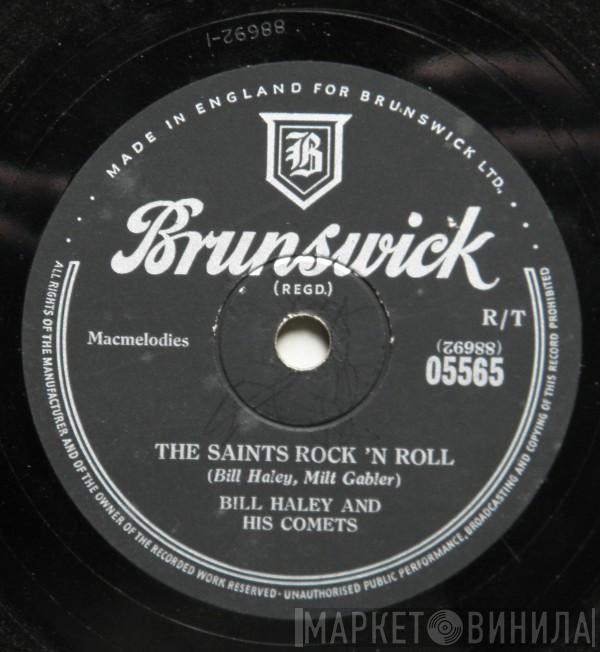 88692-1
MADE IN ENGLAND FOR BRUNSWICK LTD.,
B
Brunswick
(REGD.)
R/T
Macmelodies
(88692)
05565
THE SAINTS ROCK 'N ROLL
(Bill Haley, Milt Gabler)
BILL HALEY AND
HIS COMETS
ALL RIGHTS OF THE MANUFACTURER AND OF THE OWNER OF THE RECORDED WORK RESERVED - UNAUTHORISED PUBLIC PERFORMANCE, BROADCASTING AND COPYING OF THIS RECORD PROHIBITED
МАРКЕТ ВИНИЛА